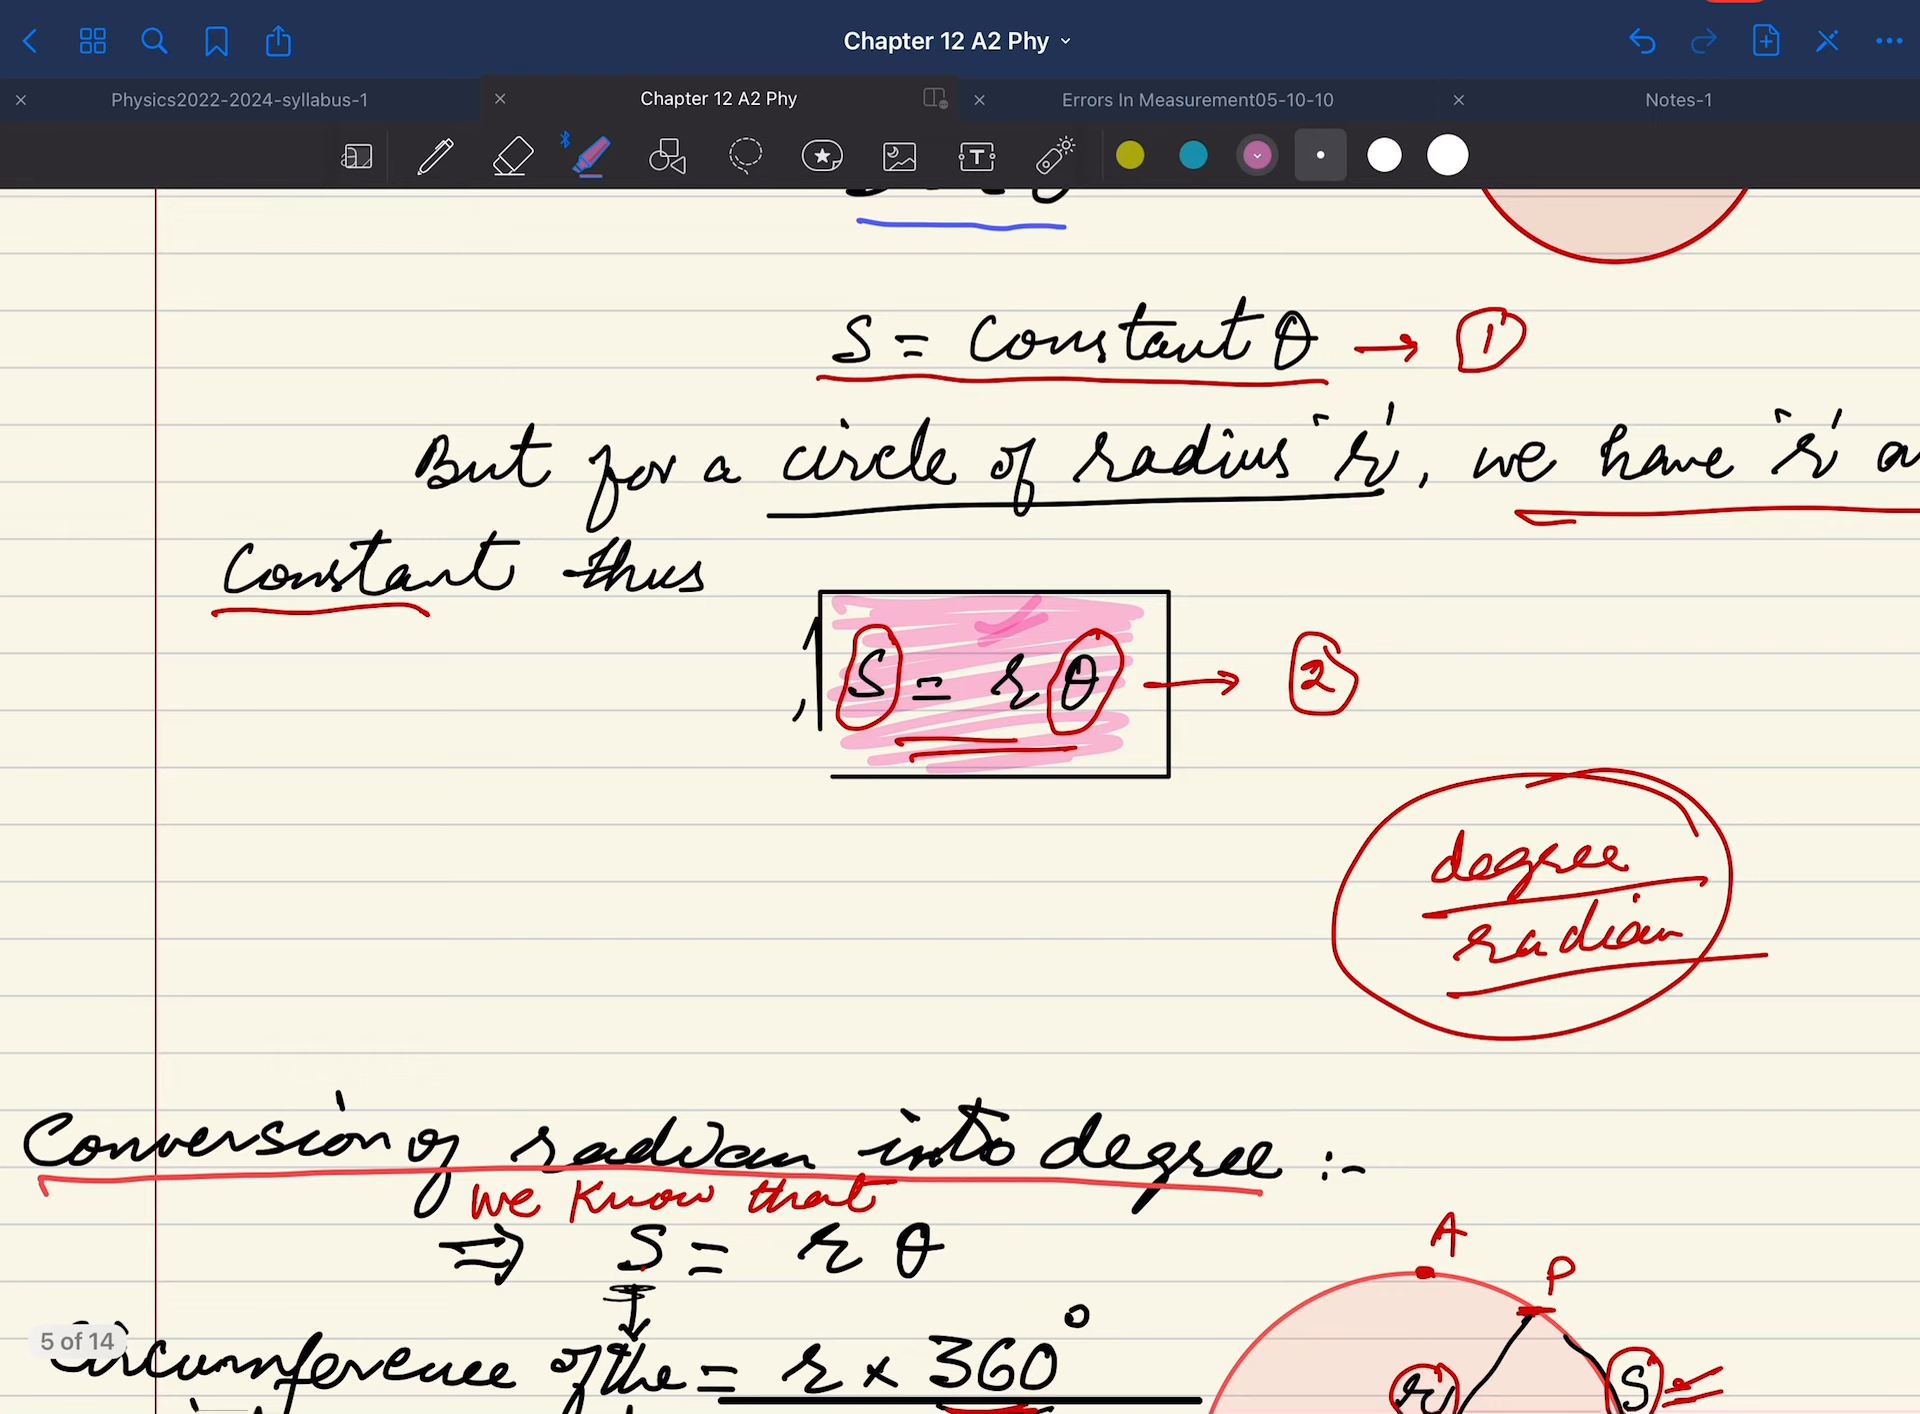 Chapter 12 A2 Phy
Physics2022-2024-syllabus-1
Chapter 12 A2 Phy
Errors In Measurement05-10-10
Notes-1
S = Constant θ → 1
But for a circle of radius 'r', we have 'r' as
Constant thus
S = r θ → 2
degree
radian
Conversion of radian into degree :-
we know that
⇒ S = r θ
A
P
5 of 14
Circumference of the = r × 360°
r
S